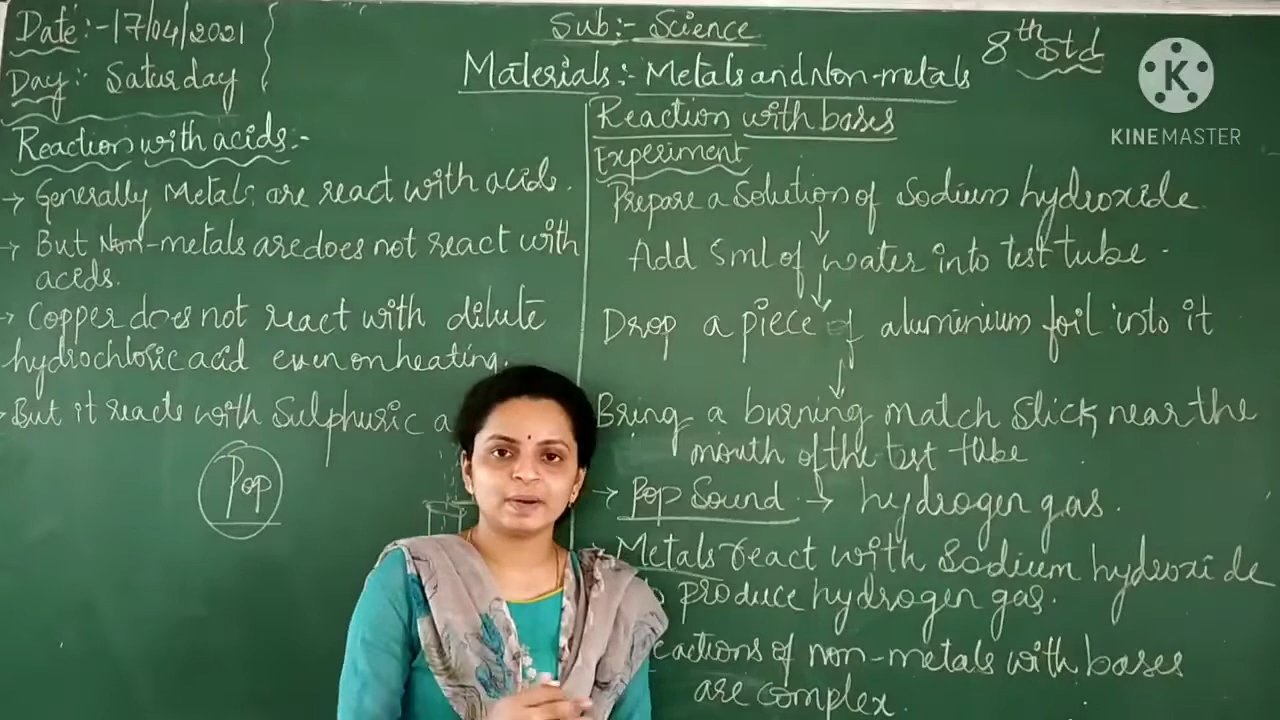 Date:- 17/04/2021
Day:- Saturday
Sub:- Science
8th Std
Materials:- Metals and Non-metals
KINEMASTER
Reaction with acids:-
→ Generally Metals are react with acids.
→ But Non-metals are does not react with
acids.
→ Copper does not react with dilute
hydrochloric acid even on heating.
→ But it reacts with Sulphuric a
Pop
Reaction with bases
Experiment
Prepare a Solution of Sodium hydroxide
Add 5ml of water into test tube.
Drop a piece of aluminium foil into it
Bring a burning match stick near the
mouth of the test tube
→ Pop Sound → hydrogen gas.
Metals react with Sodium hydroxide
to produce hydrogen gas.
eactions of non-metals with bases
are complex.